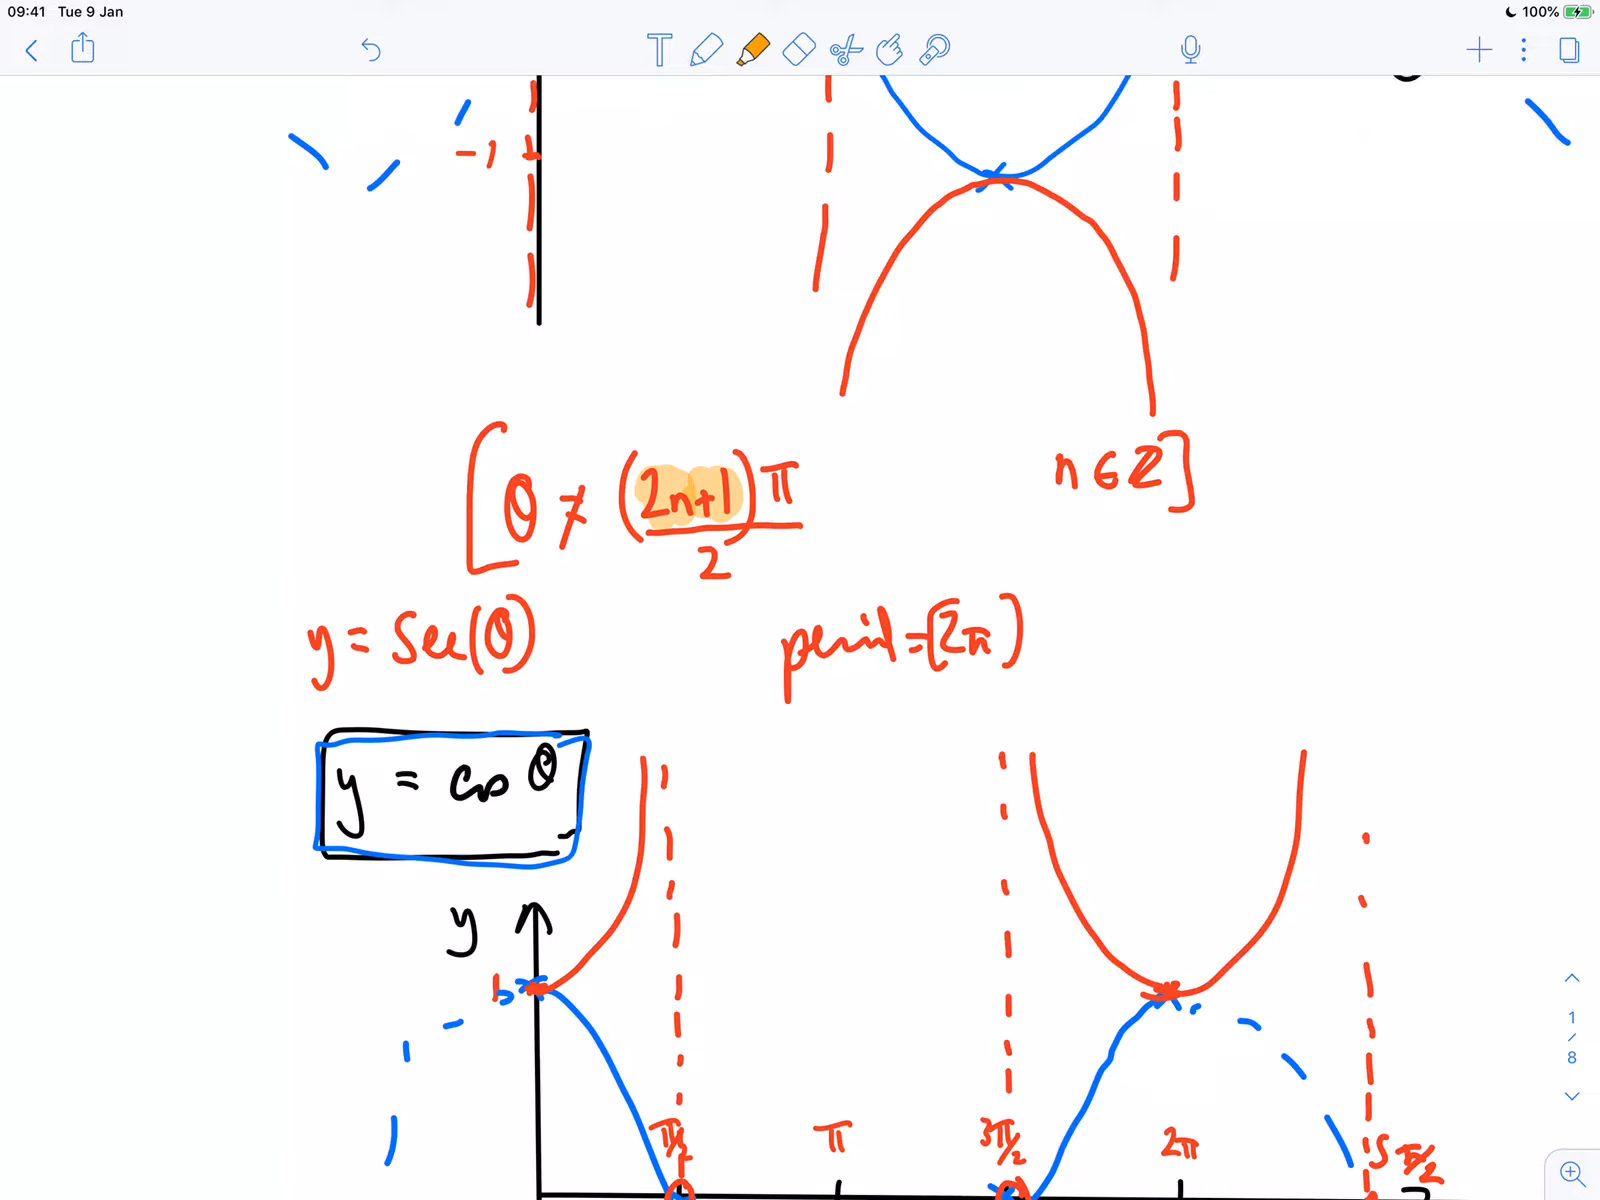 09:41 Tue 9 Jan
100%
T
-1
[θ ≠ (2n+1)π/2 n∈ℤ]
y = Sec(θ) period = (2π)
y = cos θ
y
1
1
/
8
π/2 π 3π/2 2π 5π/2